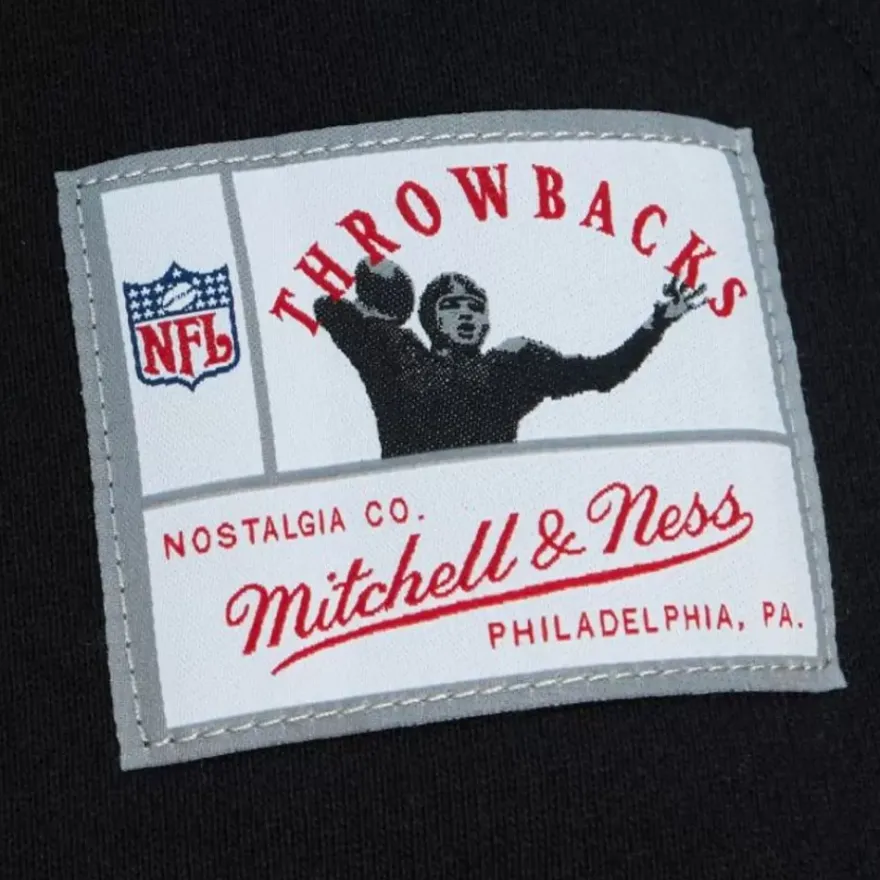 THROWBACKS
NFL
NOSTALGIA CO.
Mitchell & Ness
PHILADELPHIA, PA.